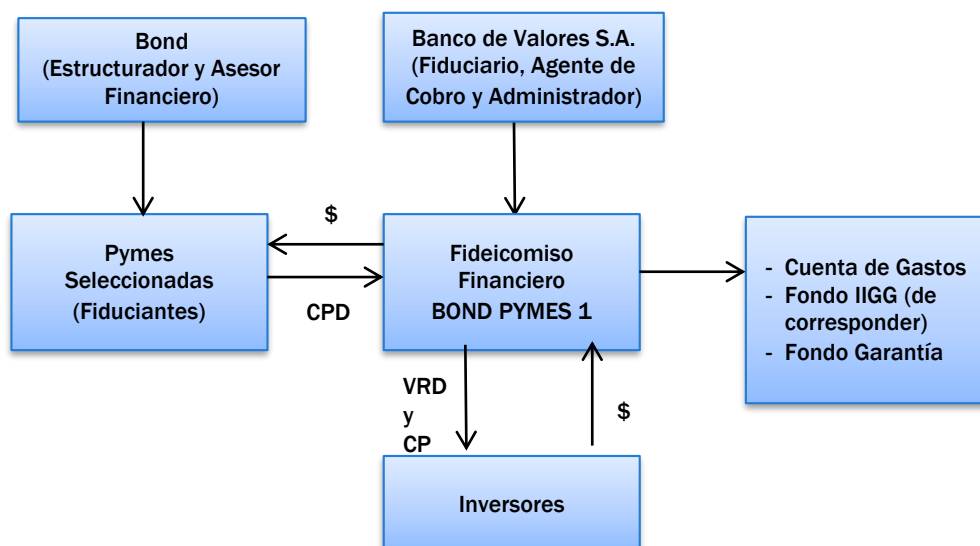 Bond
(Estructurador y Asesor
Financiero)
Banco de Valores S.A.
(Fiduciario, Agente de
Cobro y Administrador)
Pymes
Seleccionadas
(Fiduciantes)
$
CPD
Fideicomiso
Financiero
BOND PYMES 1
- Cuenta de Gastos
- Fondo IIGG (de
corresponder)
- Fondo Garantía
VRD
y
CP
$
Inversores